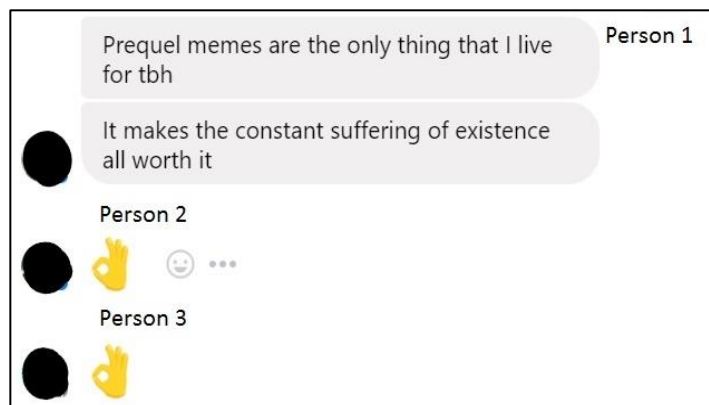 Prequel memes are the only thing that I live
for tbh
Person 1
It makes the constant suffering of existence
all worth it
Person 2
👌
Person 3
👌